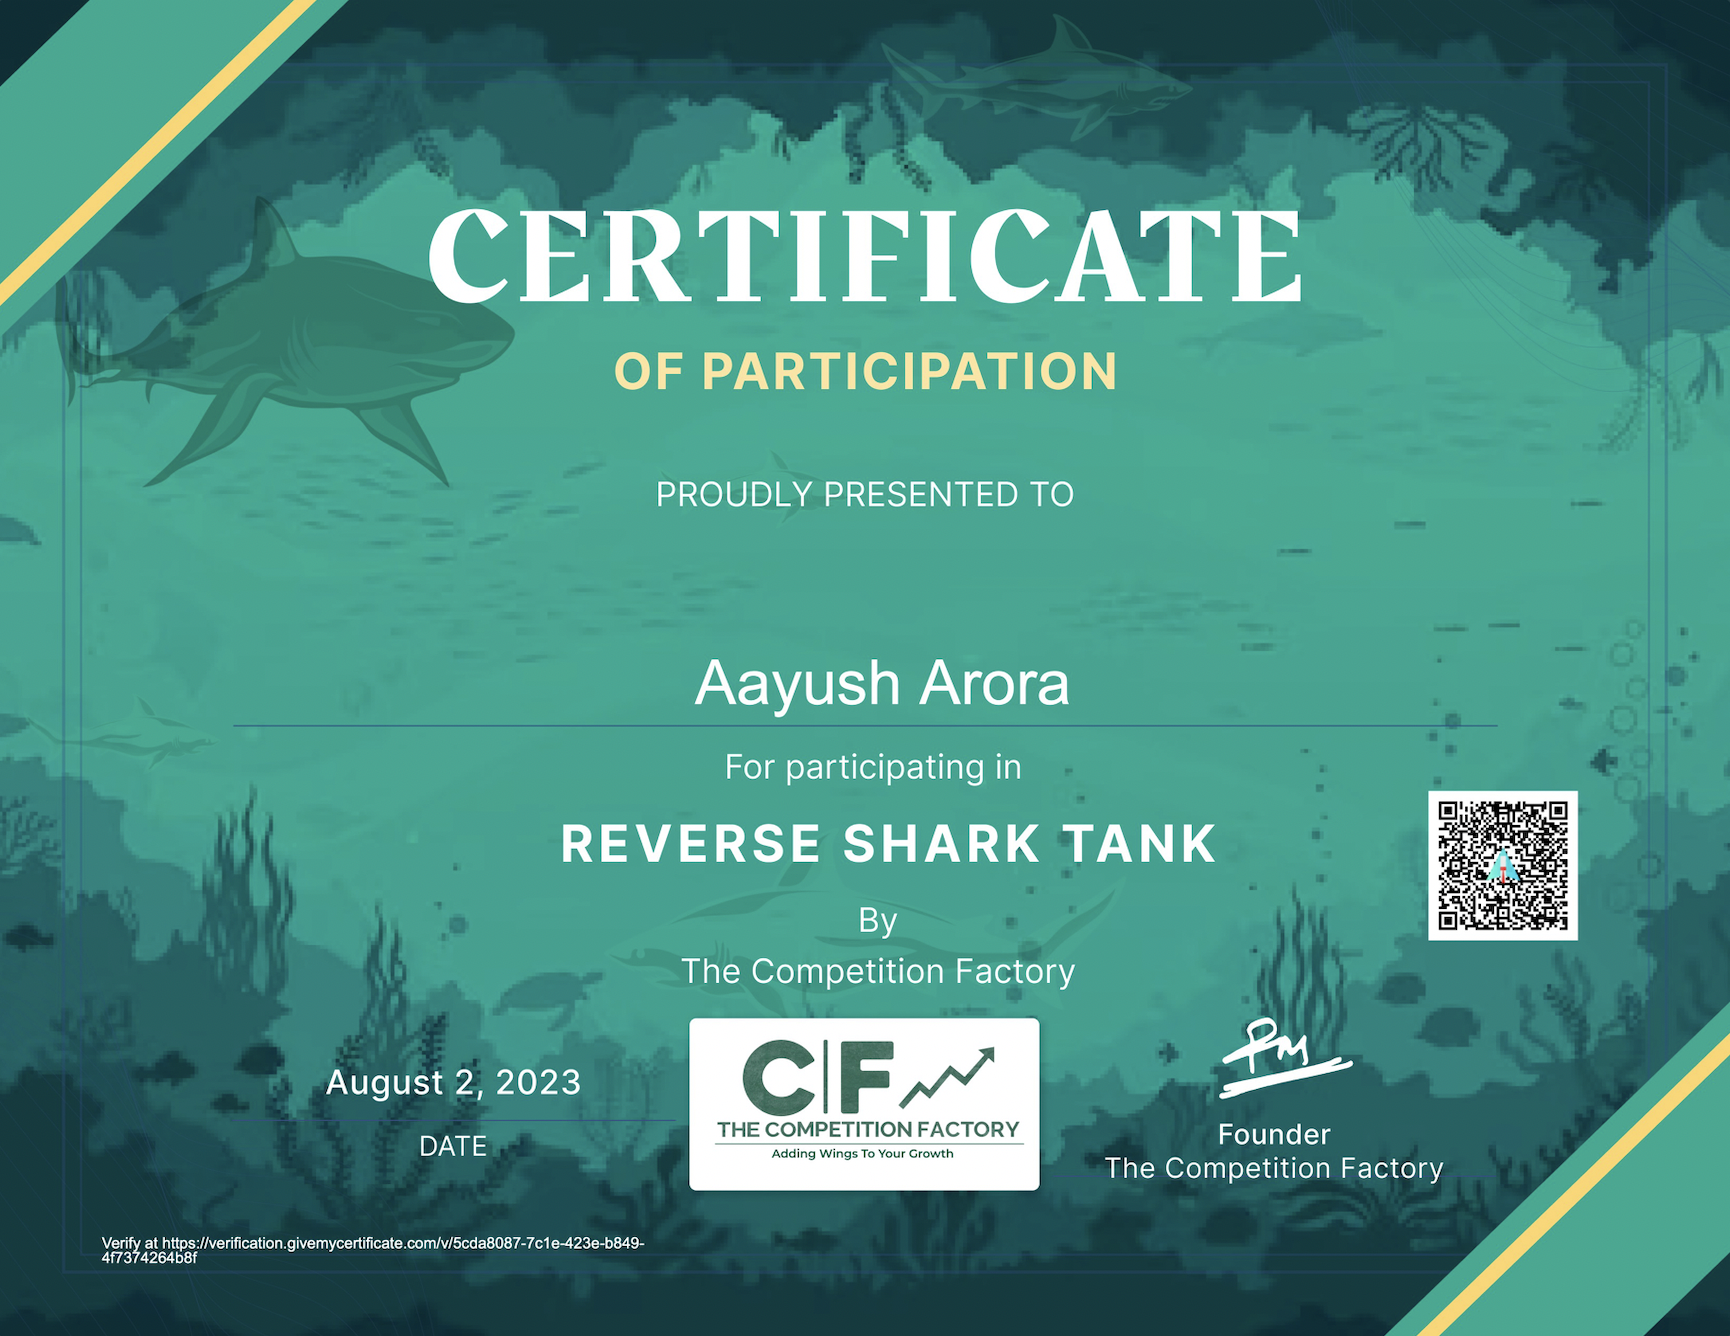 CERTIFICATE
OF PARTICIPATION
PROUDLY PRESENTED TO
Aayush Arora
For participating in
REVERSE SHARK TANK
By
The Competition Factory
August 2, 2023
DATE
C|F
THE COMPETITION FACTORY
Adding Wings To Your Growth
PM
Founder
The Competition Factory
Verify at https://verification.givemycertificate.com/v/5cda8087-7c1e-423e-b849-
4f7374264b8f